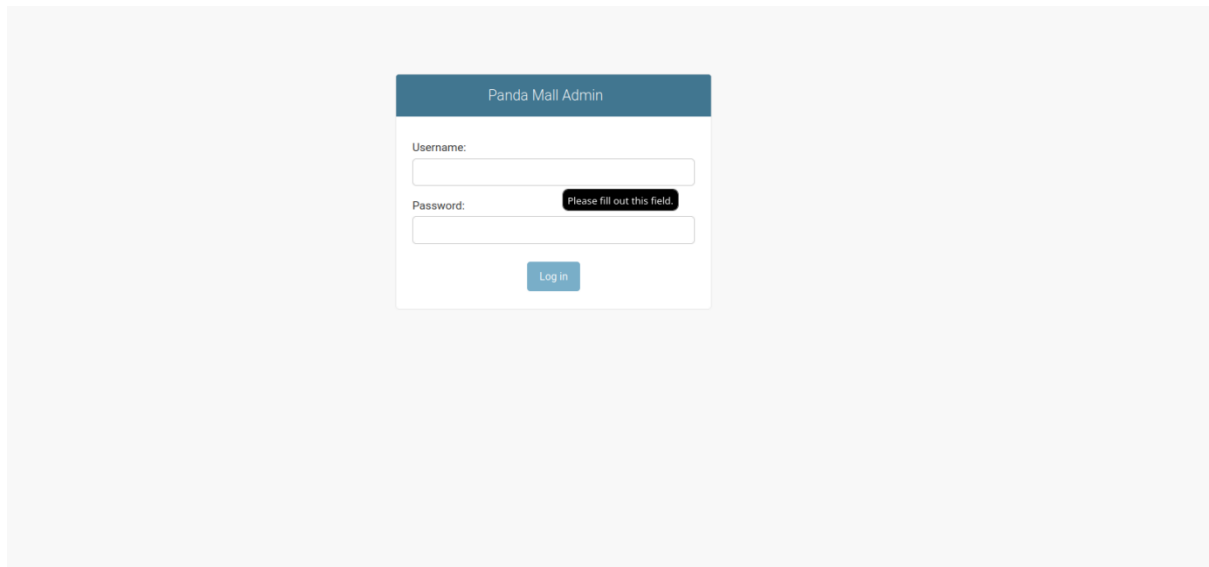 Panda Mall Admin
Username:
Please fill out this field.
Password:
Log in